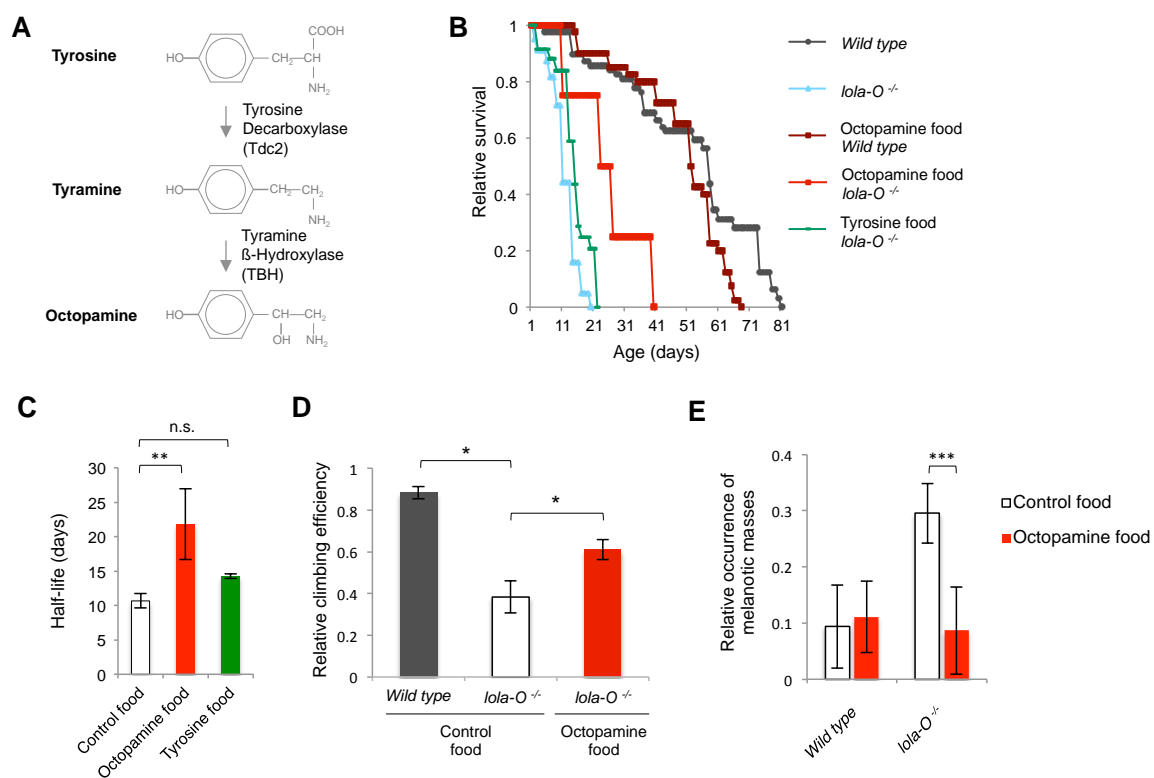 A
Tyrosine
HO
CH2
CH
COOH
NH2
Tyrosine
Decarboxylase
(Tdc2)
Tyramine
HO
CH2
CH2
NH2
Tyramine
ß-Hydroxylase
(TBH)
Octopamine
HO
CH
CH2
OH
NH2
B
Relative survival
1
0.8
0.6
0.4
0.2
0
1 11 21 31 41 51 61 71 81
Age (days)
Wild type
lola-O -/-
Octopamine food
Wild type
Octopamine food
lola-O -/-
Tyrosine food
lola-O -/-
C
Half-life (days)
30
25
20
15
10
5
0
n.s.
**
Control food
Octopamine food
Tyrosine food
D
Relative climbing efficiency
1
0.8
0.6
0.4
0.2
0
*
*
Wild type
lola-O -/-
lola-O -/-
Control
food
Octopamine
food
E
Relative occurrence of
melanotic masses
0.4
0.3
0.2
0.1
0
***
Wild type
lola-O -/-
Control food
Octopamine food